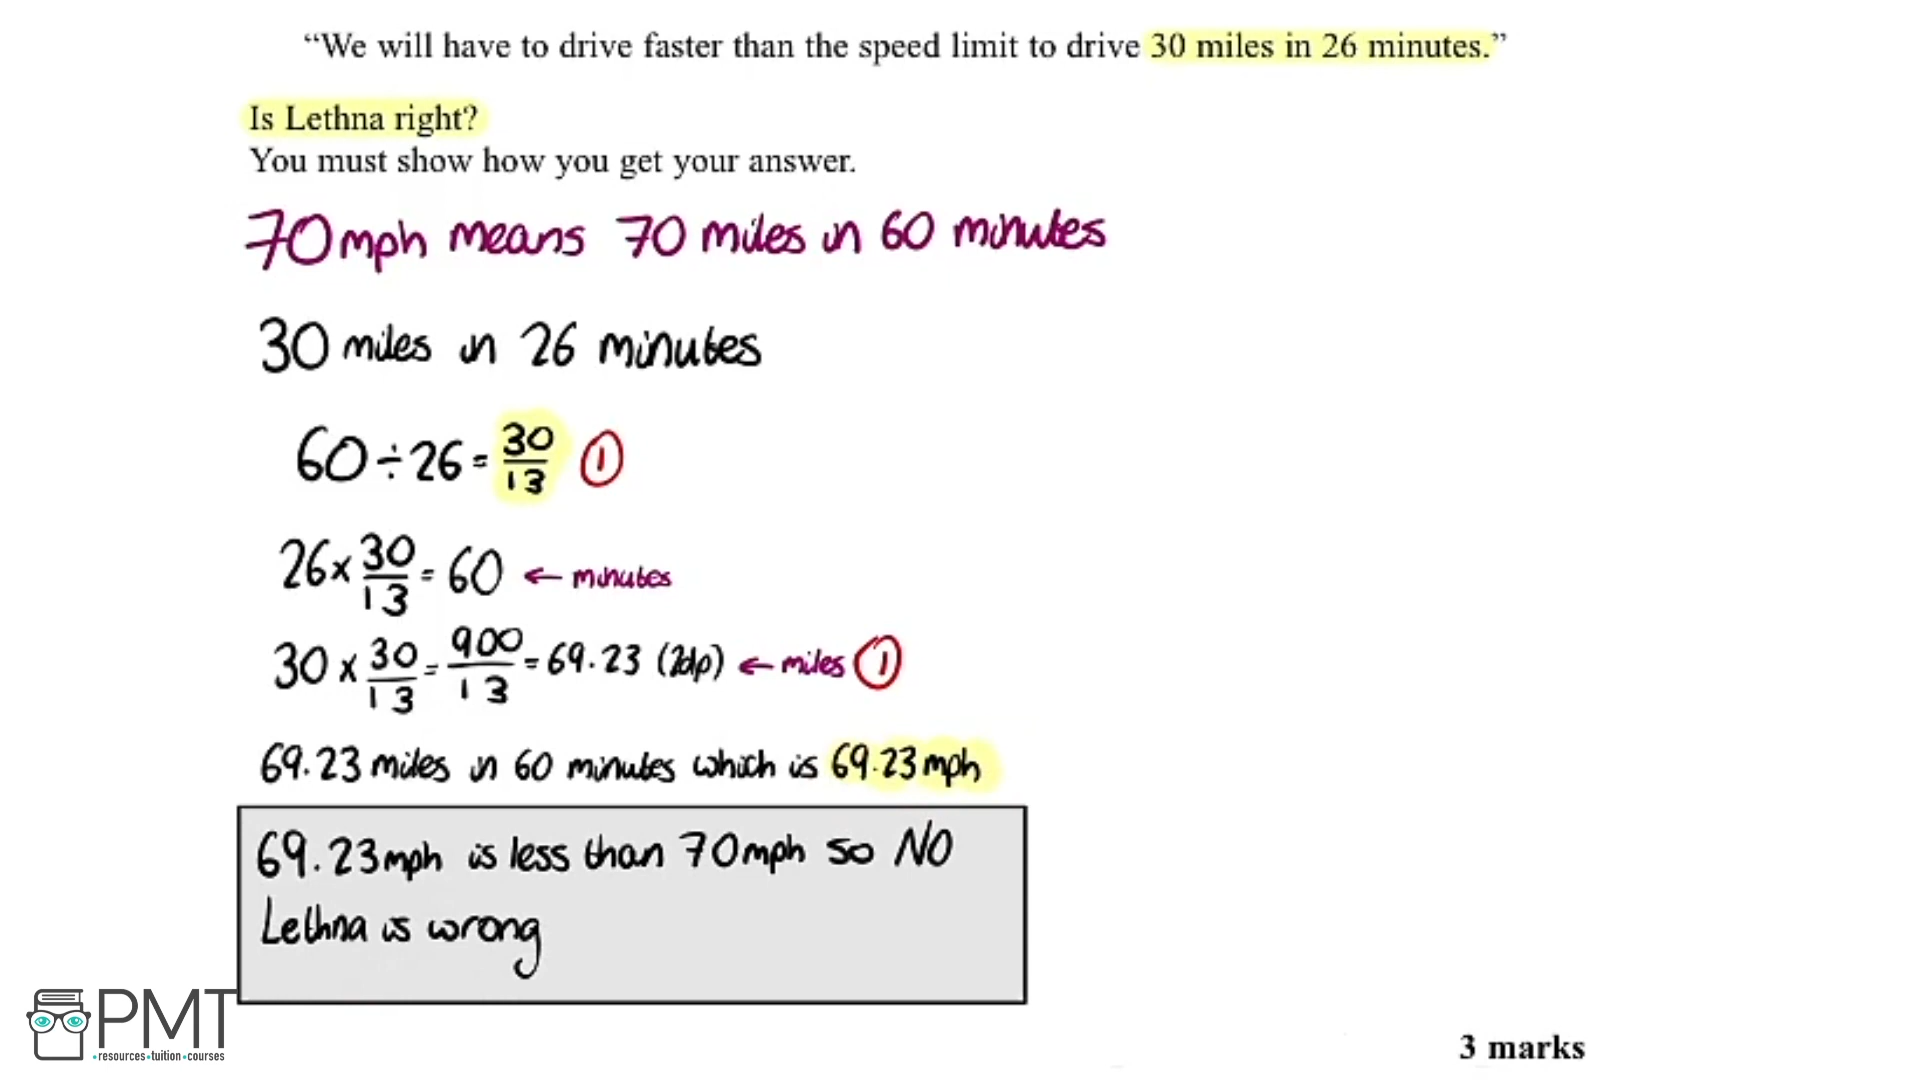 “We will have to drive faster than the speed limit to drive 30 miles in 26 minutes.”
Is Lethna right?
You must show how you get your answer.
70mph means 70 miles in 60 minutes
30 miles in 26 minutes
60 ÷ 26 = 30/13 ①
26 × 30/13 = 60 ← minutes
30 × 30/13 = 900/13 = 69.23 (2dp) ← miles ①
69.23 miles in 60 minutes which is 69.23mph
69.23mph is less than 70mph so NO
Lethna is wrong
PMT
•resources•tuition•courses
3 marks